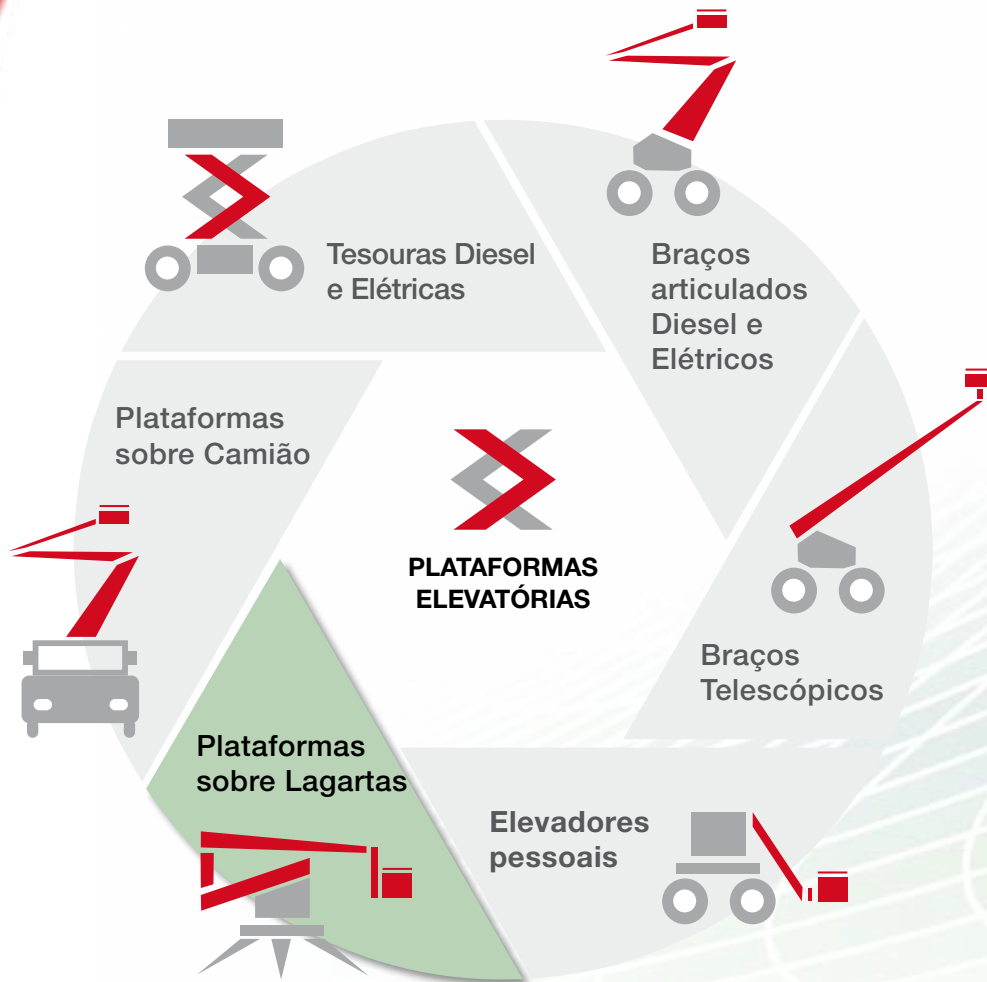 Tesouras Diesel
e Elétricas
Braços
articulados
Diesel e
Elétricos
Plataformas
sobre Camião
PLATAFORMAS
ELEVATÓRIAS
Braços
Telescópicos
Plataformas
sobre Lagartas
Elevadores
pessoais